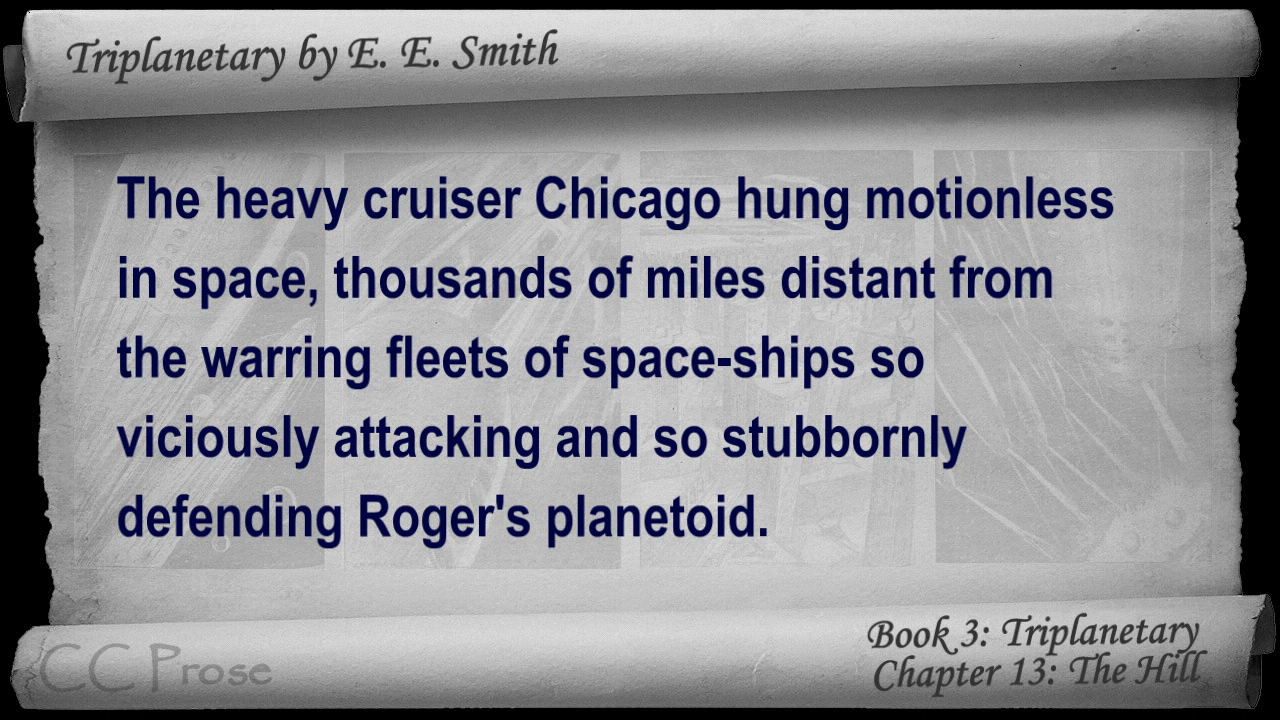 Triplanetary by E. E. Smith
The heavy cruiser Chicago hung motionless
in space, thousands of miles distant from
the warring fleets of space-ships so
viciously attacking and so stubbornly
defending Roger's planetoid.
Book 3: Triplanetary
Chapter 13: The Hill
CC Prose